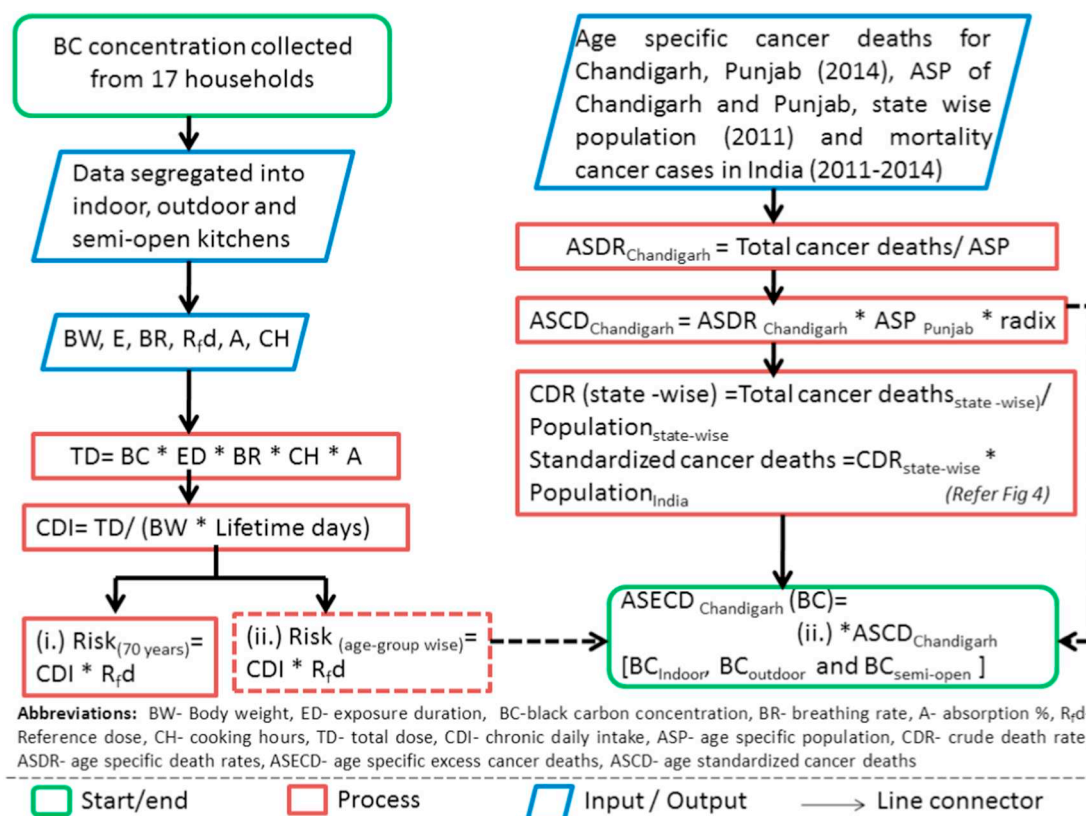 BC concentration collected
from 17 households
Data segregated into
indoor, outdoor and
semi-open kitchens
BW, E, BR, Rfd, A, CH
TD= BC * ED * BR * CH * A
CDI= TD/ (BW * Lifetime days)
(i.) Risk(70 years)=
CDI * Rfd
(ii.) Risk (age-group wise)=
CDI * Rfd
Age specific cancer deaths for
Chandigarh, Punjab (2014), ASP of
Chandigarh and Punjab, state wise
population (2011) and mortality
cancer cases in India (2011-2014)
ASDRChandigarh = Total cancer deaths/ ASP
ASCDChandigarh = ASDR Chandigarh * ASP Punjab * radix
CDR (state -wise) =Total cancer deathsstate -wise)/
Populationstate-wise
Standardized cancer deaths =CDRstate-wise *
PopulationIndia (Refer Fig 4)
ASECD Chandigarh (BC)=
(ii.) *ASCDChandigarh
[BCIndoor, BCoutdoor and BCsemi-open ]
Abbreviations: BW- Body weight, ED- exposure duration, BC-black carbon concentration, BR- breathing rate, A- absorption %, Rfd
Reference dose, CH- cooking hours, TD- total dose, CDI- chronic daily intake, ASP- age specific population, CDR- crude death rate
ASDR- age specific death rates, ASECD- age specific excess cancer deaths, ASCD- age standardized cancer deaths
Start/end
Process
Input / Output
Line connector